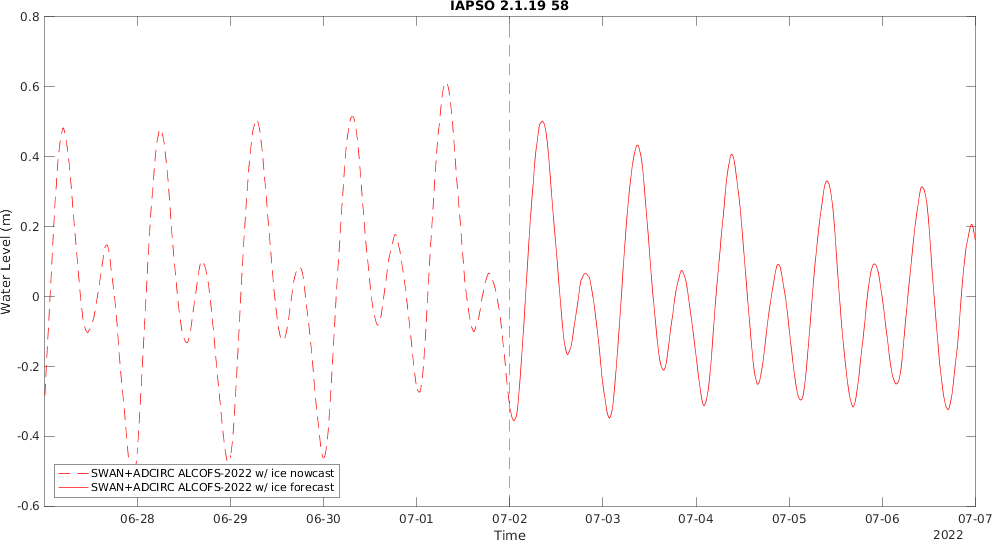 IAPSO 2.1.19 58
0.8
0.6
0.4
0.2
0
-0.2
-0.4
-0.6
Water Level (m)
SWAN+ADCIRC ALCOFS-2022 w/ ice nowcast
SWAN+ADCIRC ALCOFS-2022 w/ ice forecast
06-28 06-29 06-30 07-01 07-02 07-03 07-04 07-05 07-06 07-07
Time
2022